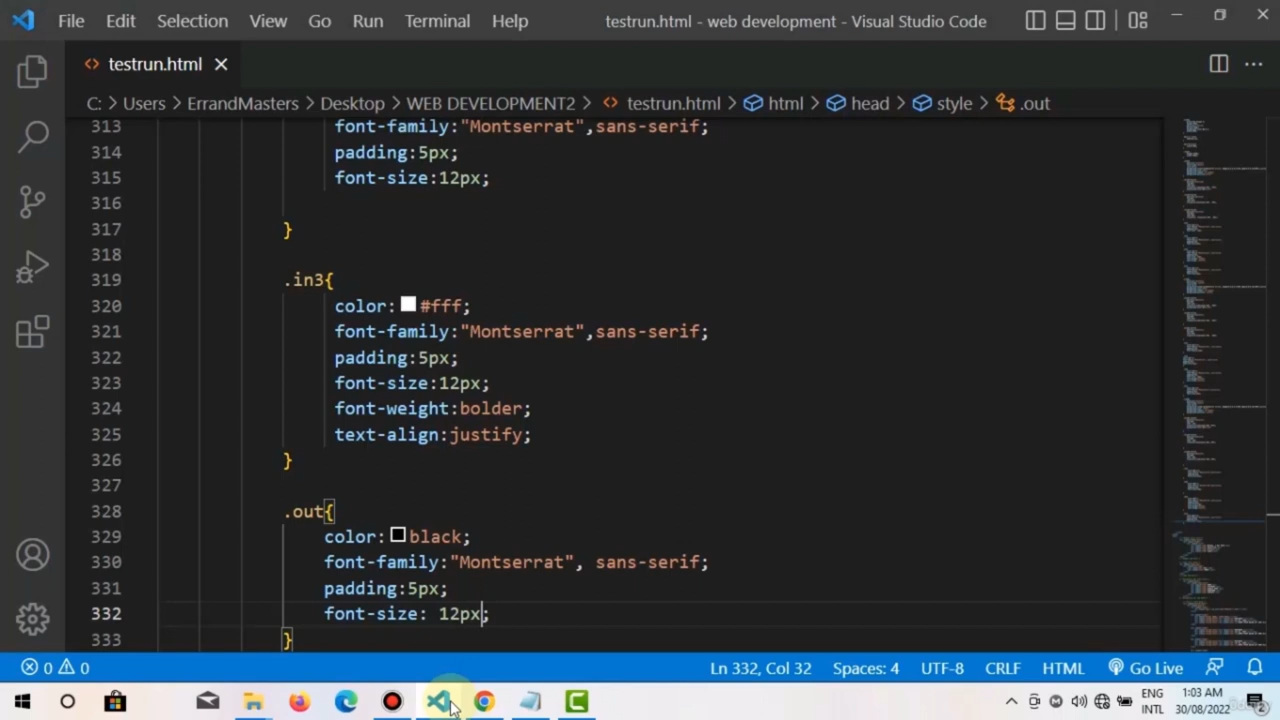 File Edit Selection View Go Run Terminal Help testrun.html - web development - Visual Studio Code
testrun.html
C: Users ErrandMasters Desktop WEB DEVELOPMENT2 testrun.html html head style .out
313 font-family:"Montserrat",sans-serif;
314 padding:5px;
315 font-size:12px;
316
317 }
318
319 .in3{
320 color: #fff;
321 font-family:"Montserrat",sans-serif;
322 padding:5px;
323 font-size:12px;
324 font-weight:bolder;
325 text-align:justify;
326 }
327
328 .out{
329 color: black;
330 font-family:"Montserrat", sans-serif;
331 padding:5px;
332 font-size: 12px;
333 }
0 0 Ln 332, Col 32 Spaces: 4 UTF-8 CRLF HTML Go Live
ENG 1:03 AM
INTL 30/08/2022